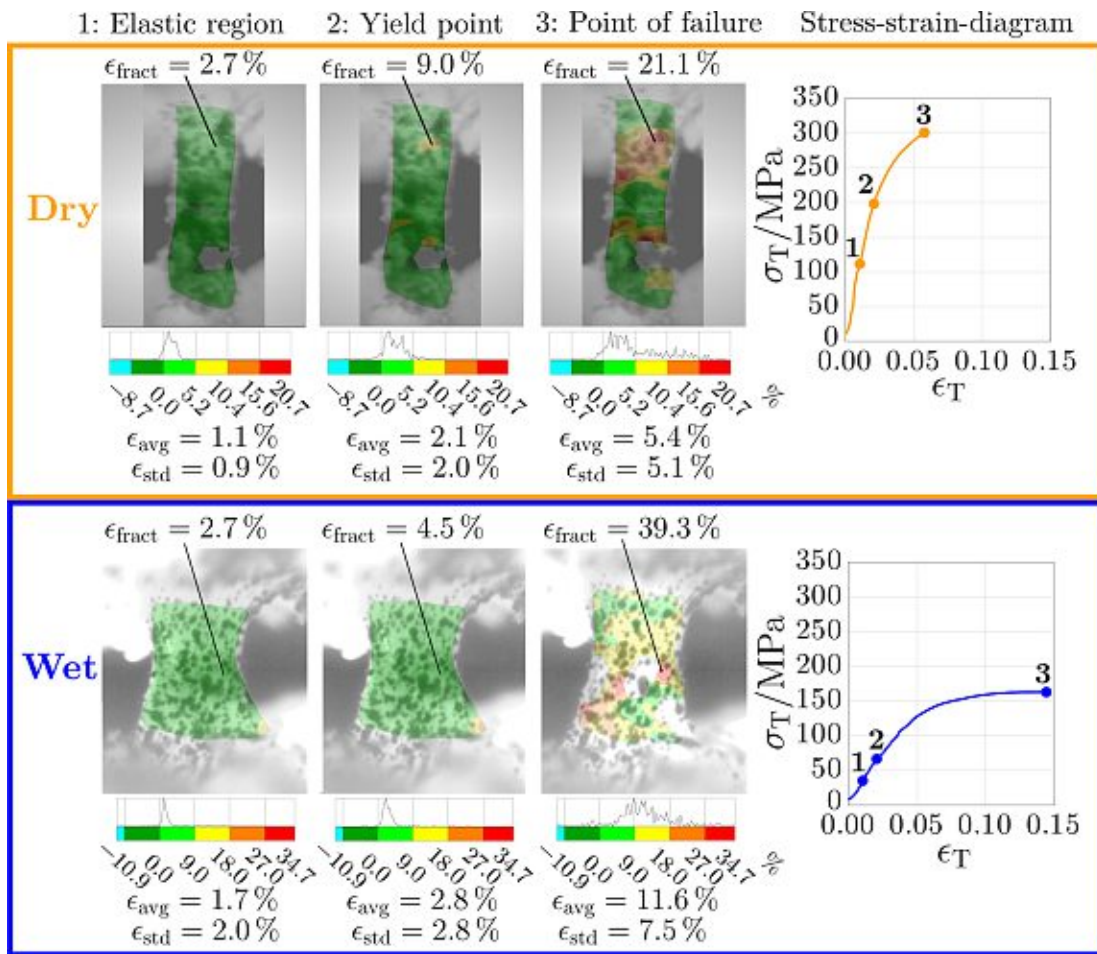 1: Elastic region 2: Yield point 3: Point of failure Stress-strain-diagram
Dry
ϵfract = 2.7 % ϵfract = 9.0 % ϵfract = 21.1 %
−8.7 0.0 5.2 10.4 15.6 20.7 −8.7 0.0 5.2 10.4 15.6 20.7 −8.7 0.0 5.2 10.4 15.6 20.7 %
ϵavg = 1.1 % ϵavg = 2.1 % ϵavg = 5.4 %
ϵstd = 0.9 % ϵstd = 2.0 % ϵstd = 5.1 %
σT/MPa
350
300
250
200
150
100
50
0
1
2
3
0.00 0.05 0.10 0.15
ϵT
Wet
ϵfract = 2.7 % ϵfract = 4.5 % ϵfract = 39.3 %
−10.9 0.0 9.0 18.0 27.0 34.7 −10.9 0.0 9.0 18.0 27.0 34.7 −10.9 0.0 9.0 18.0 27.0 34.7 %
ϵavg = 1.7 % ϵavg = 2.8 % ϵavg = 11.6 %
ϵstd = 2.0 % ϵstd = 2.8 % ϵstd = 7.5 %
σT/MPa
350
300
250
200
150
100
50
0
1
2
3
0.00 0.05 0.10 0.15
ϵT